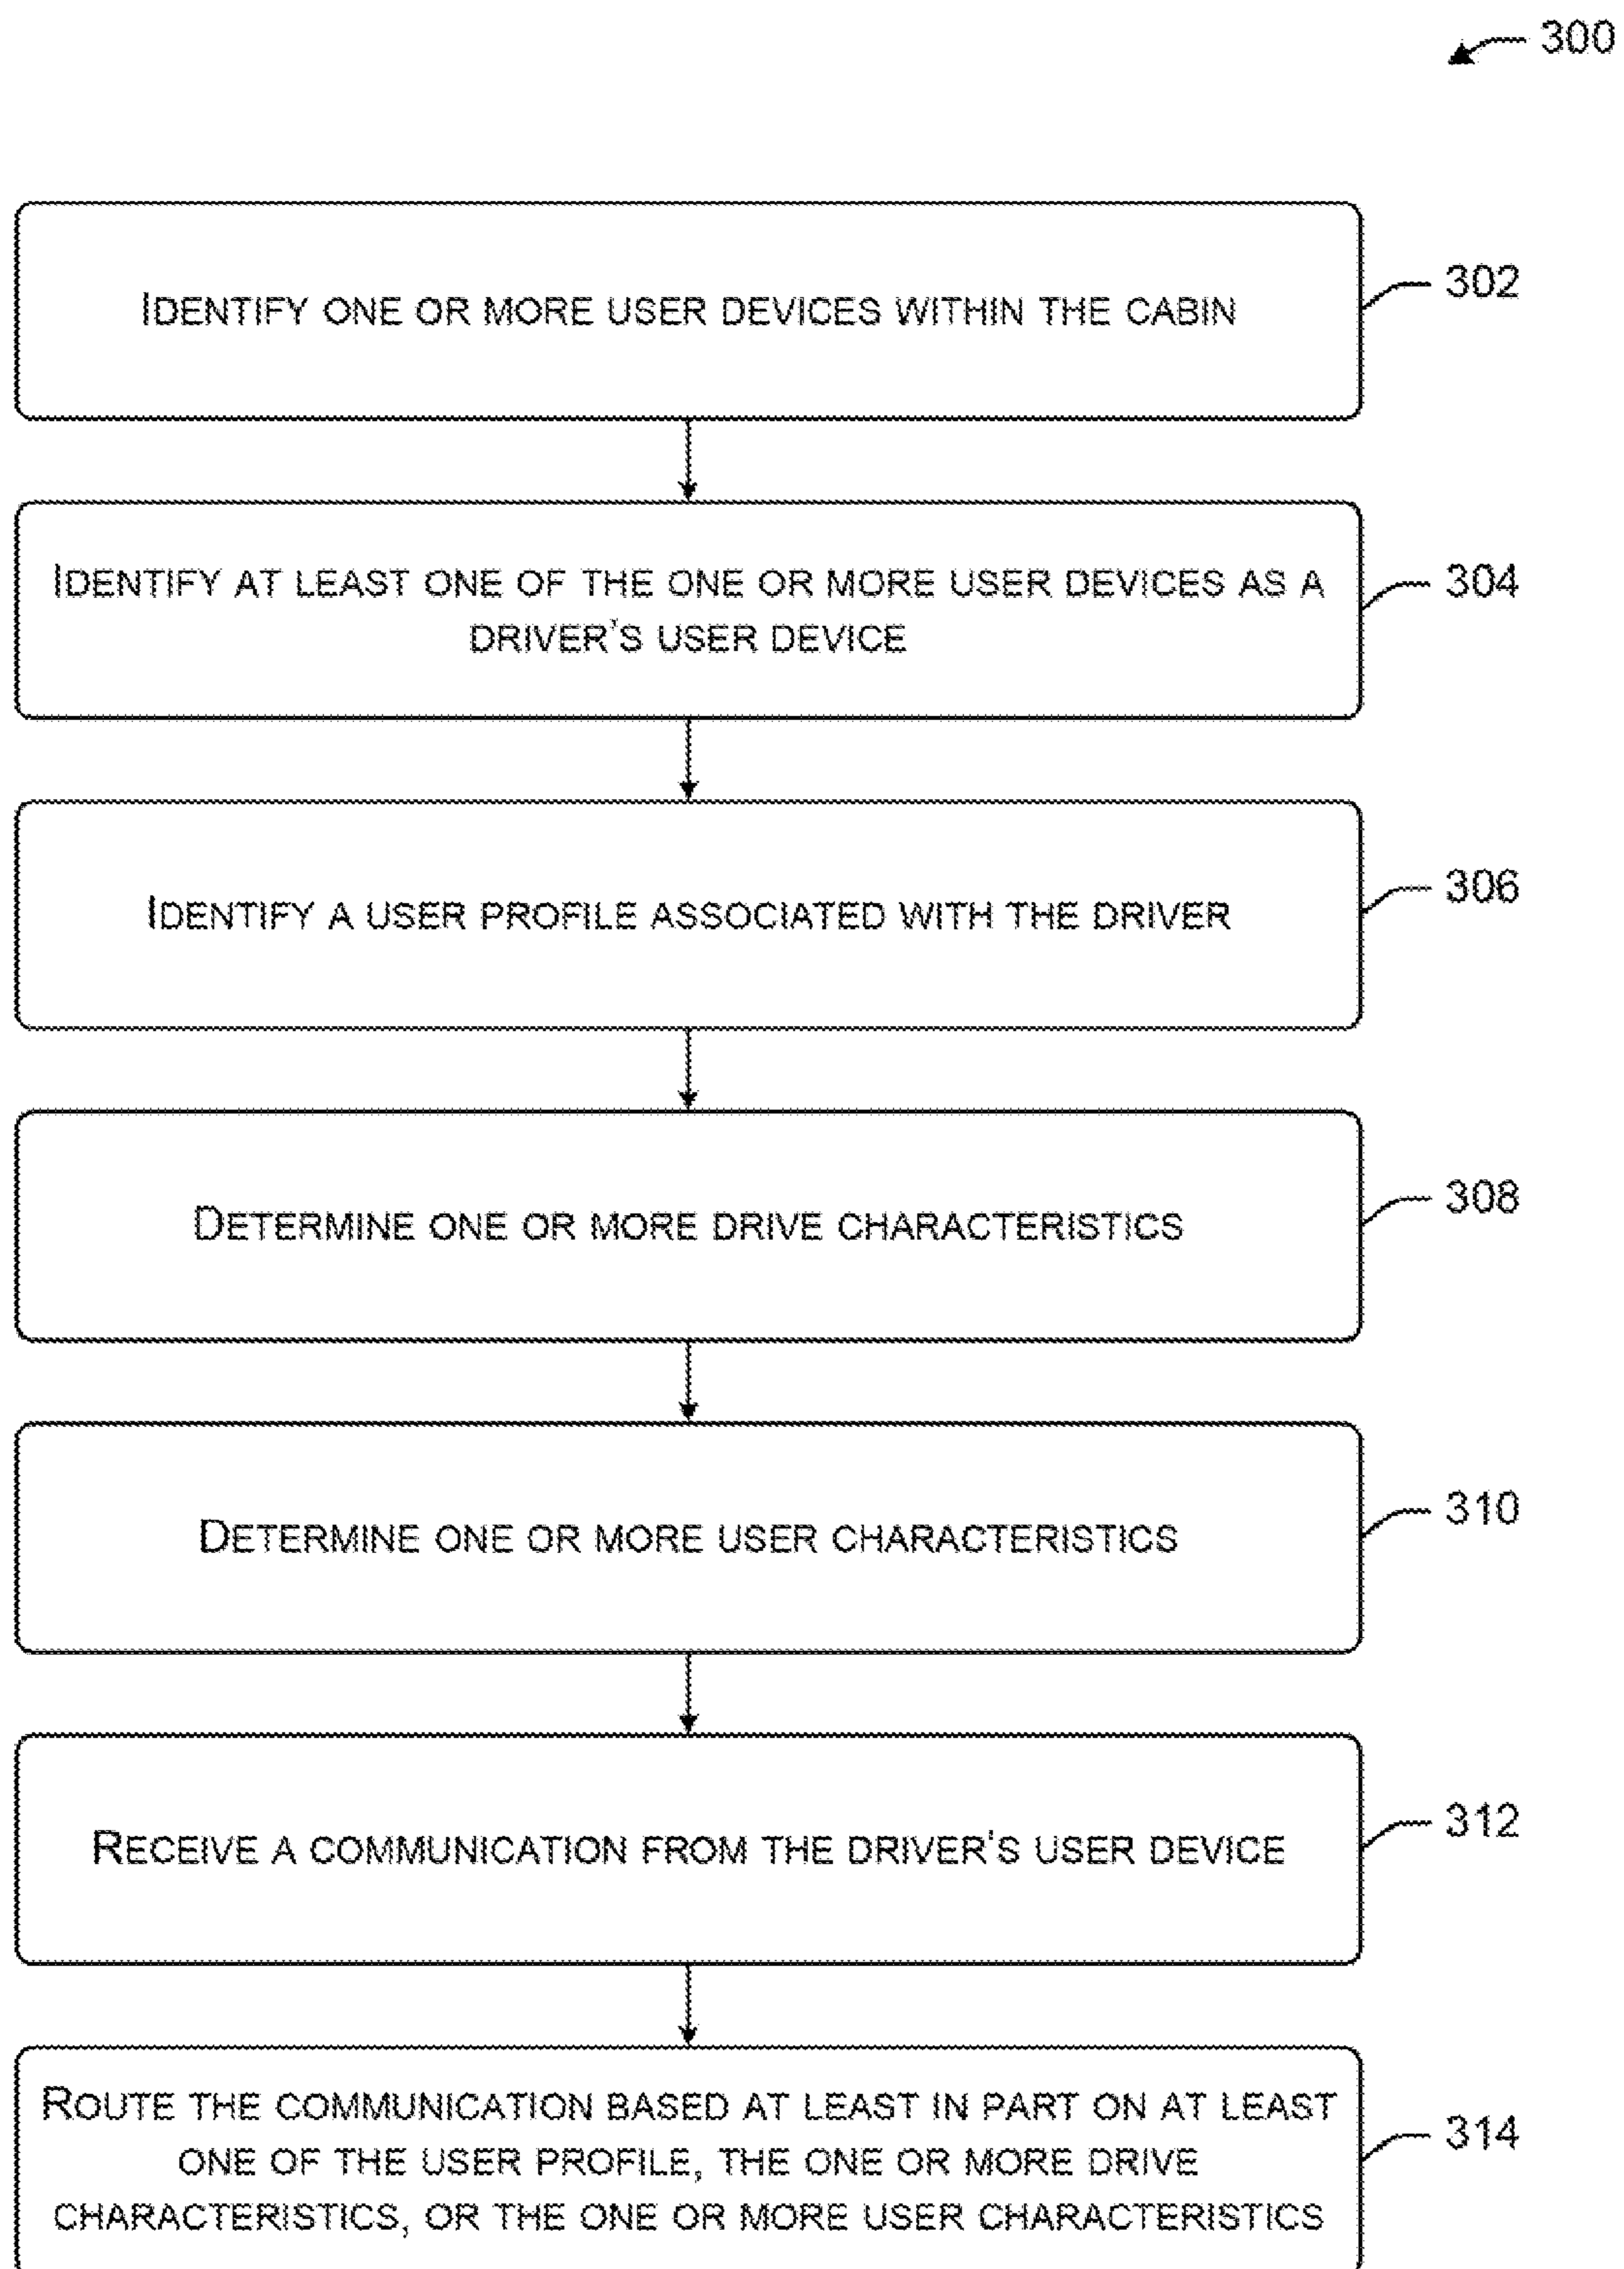 300
IDENTIFY ONE OR MORE USER DEVICES WITHIN THE CABIN
302
IDENTIFY AT LEAST ONE OF THE ONE OR MORE USER DEVICES AS A
DRIVER'S USER DEVICE
304
IDENTIFY A USER PROFILE ASSOCIATED WITH THE DRIVER
306
DETERMINE ONE OR MORE DRIVE CHARACTERISTICS
308
DETERMINE ONE OR MORE USER CHARACTERISTICS
310
RECEIVE A COMMUNICATION FROM THE DRIVER'S USER DEVICE
312
ROUTE THE COMMUNICATION BASED AT LEAST IN PART ON AT LEAST
ONE OF THE USER PROFILE, THE ONE OR MORE DRIVE
CHARACTERISTICS, OR THE ONE OR MORE USER CHARACTERISTICS
314